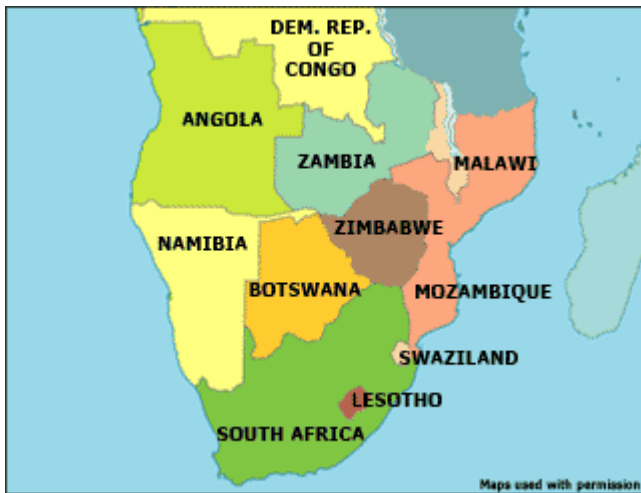 DEM. REP.
OF
CONGO
ANGOLA
ZAMBIA
MALAWI
NAMIBIA
ZIMBABWE
BOTSWANA
MOZAMBIQUE
SWAZILAND
LESOTHO
SOUTH AFRICA
Maps used with permission